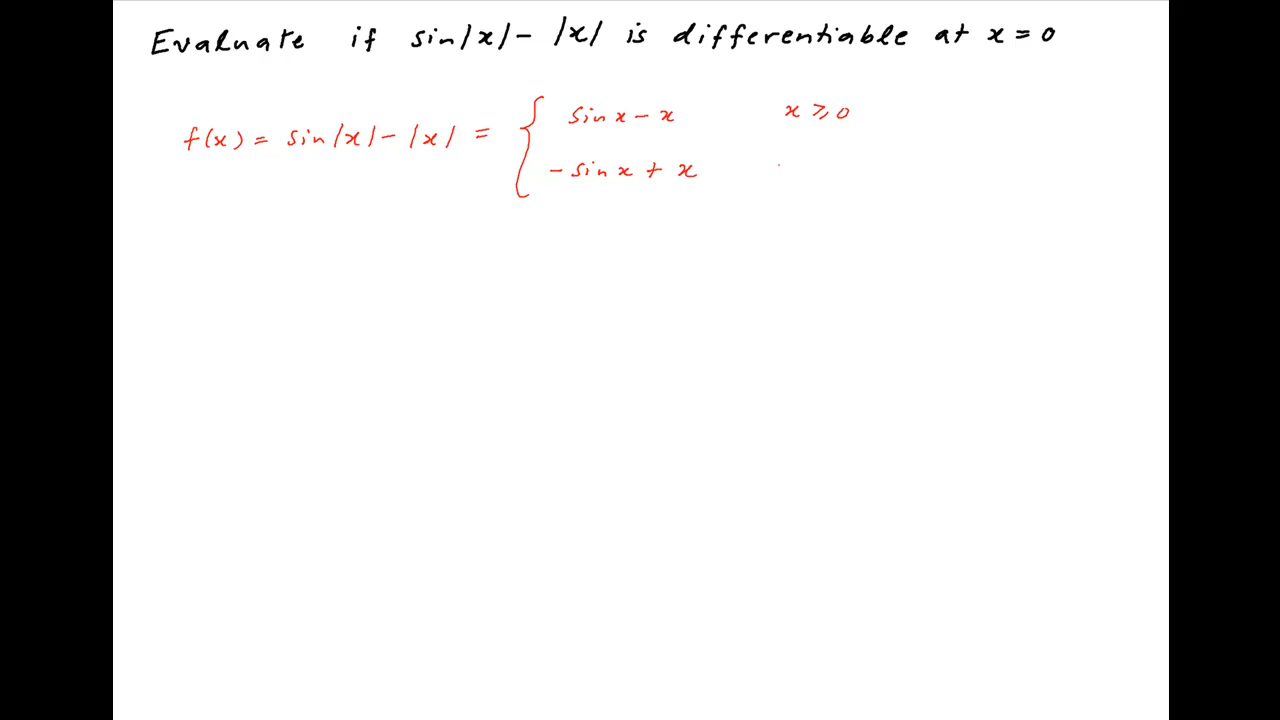 Evaluate if sin|x| - |x| is differentiable at x = 0
f(x) = sin|x| - |x| = { sin x - x x ⩾ 0
- sin x + x